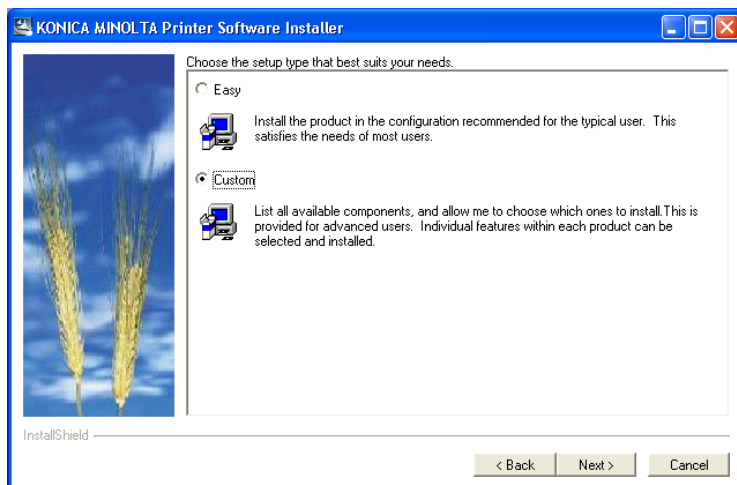 KONICA MINOLTA Printer Software Installer
Choose the setup type that best suits your needs.
Easy
Install the product in the configuration recommended for the typical user. This
satisfies the needs of most users.
Custom
List all available components, and allow me to choose which ones to install.This is
provided for advanced users. Individual features within each product can be
selected and installed.
InstallShield
< Back Next > Cancel